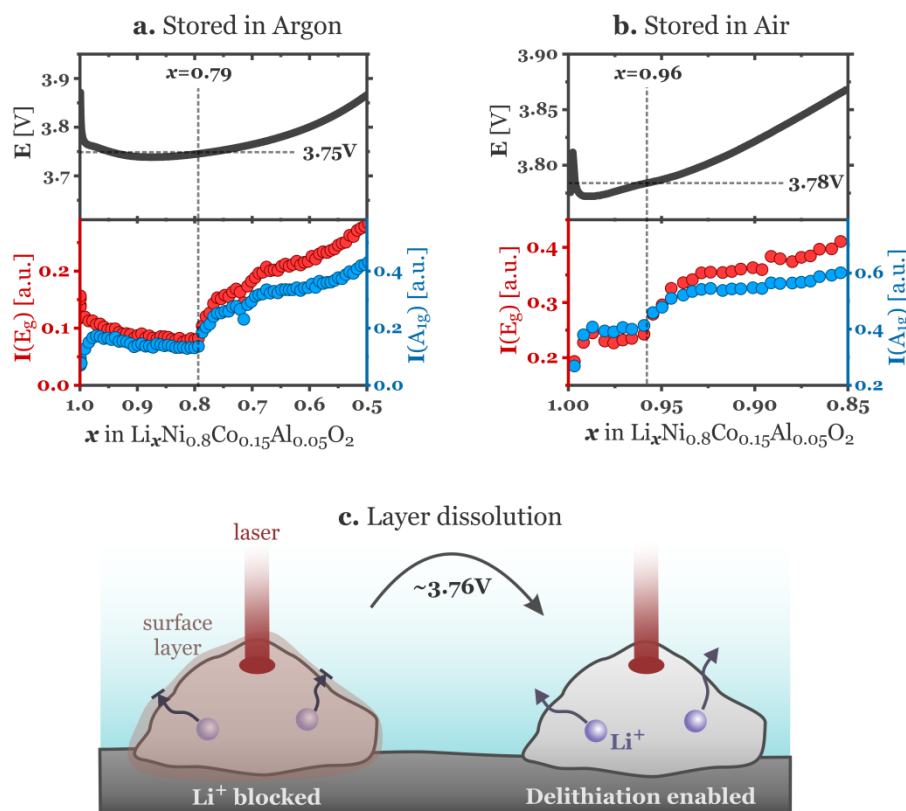 a. Stored in Argon
x=0.79
E [V]
3.9
3.8
3.7
3.75V
I(Eg) [a.u.]
0.2
0.1
0.0
0.4
0.2
0.0
I(A1g) [a.u.]
1.0 0.9 0.8 0.7 0.6 0.5
x in LixNi0.8Co0.15Al0.05O2
b. Stored in Air
x=0.96
E [V]
3.90
3.85
3.80
3.78V
I(Eg) [a.u.]
0.4
0.3
0.2
0.6
0.4
0.2
I(A1g) [a.u.]
1.00 0.95 0.90 0.85
x in LixNi0.8Co0.15Al0.05O2
c. Layer dissolution
laser
~3.76V
surface
layer
Li+
Li+ blocked
Delithiation enabled